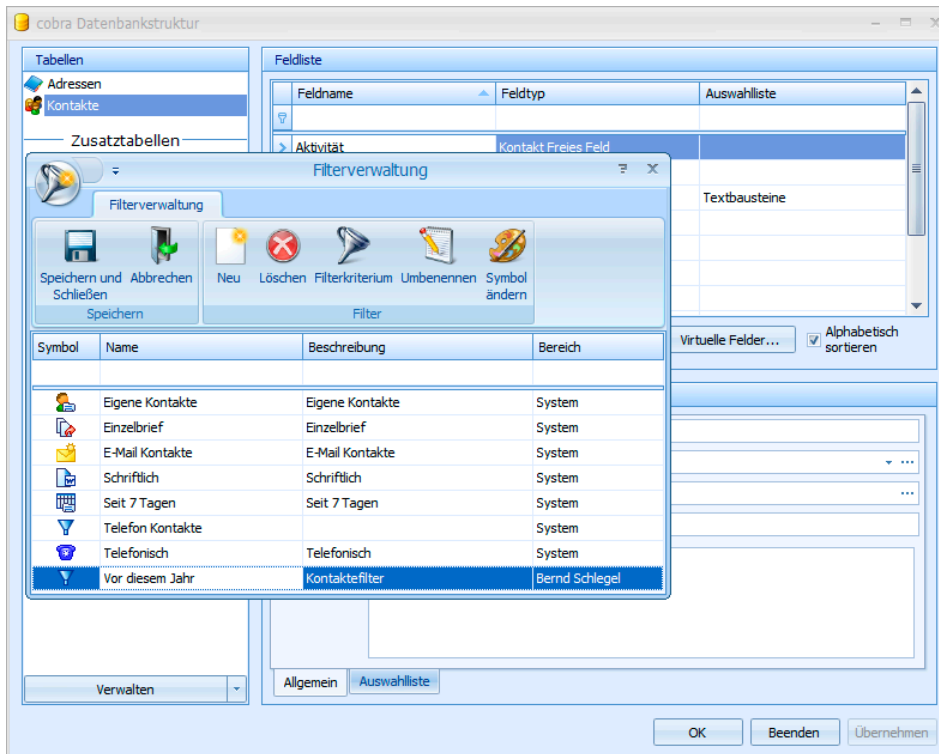 cobra Datenbankstruktur
Tabellen
Adressen
Kontakte
Zusatztabellen
Feldliste
Feldname Feldtyp Auswahlliste
Aktivität Kontakt Freies Feld
Textbausteine
Filterverwaltung
Filterverwaltung
Speichern und Schließen
Abbrechen
Neu
Löschen
Filterkriterium
Umbenennen
Symbol ändern
Speichern
Filter
Symbol Name Beschreibung Bereich
Eigene Kontakte Eigene Kontakte System
Einzelbrief Einzelbrief System
E-Mail Kontakte E-Mail Kontakte System
Schriftlich Schriftlich System
Seit 7 Tagen Seit 7 Tagen System
Telefon Kontakte System
Telefonisch Telefonisch System
Vor diesem Jahr Kontaktefilter Bernd Schlegel
Virtuelle Felder...
Alphabetisch
sortieren
Allgemein Auswahlliste
Verwalten
OK Beenden Übernehmen